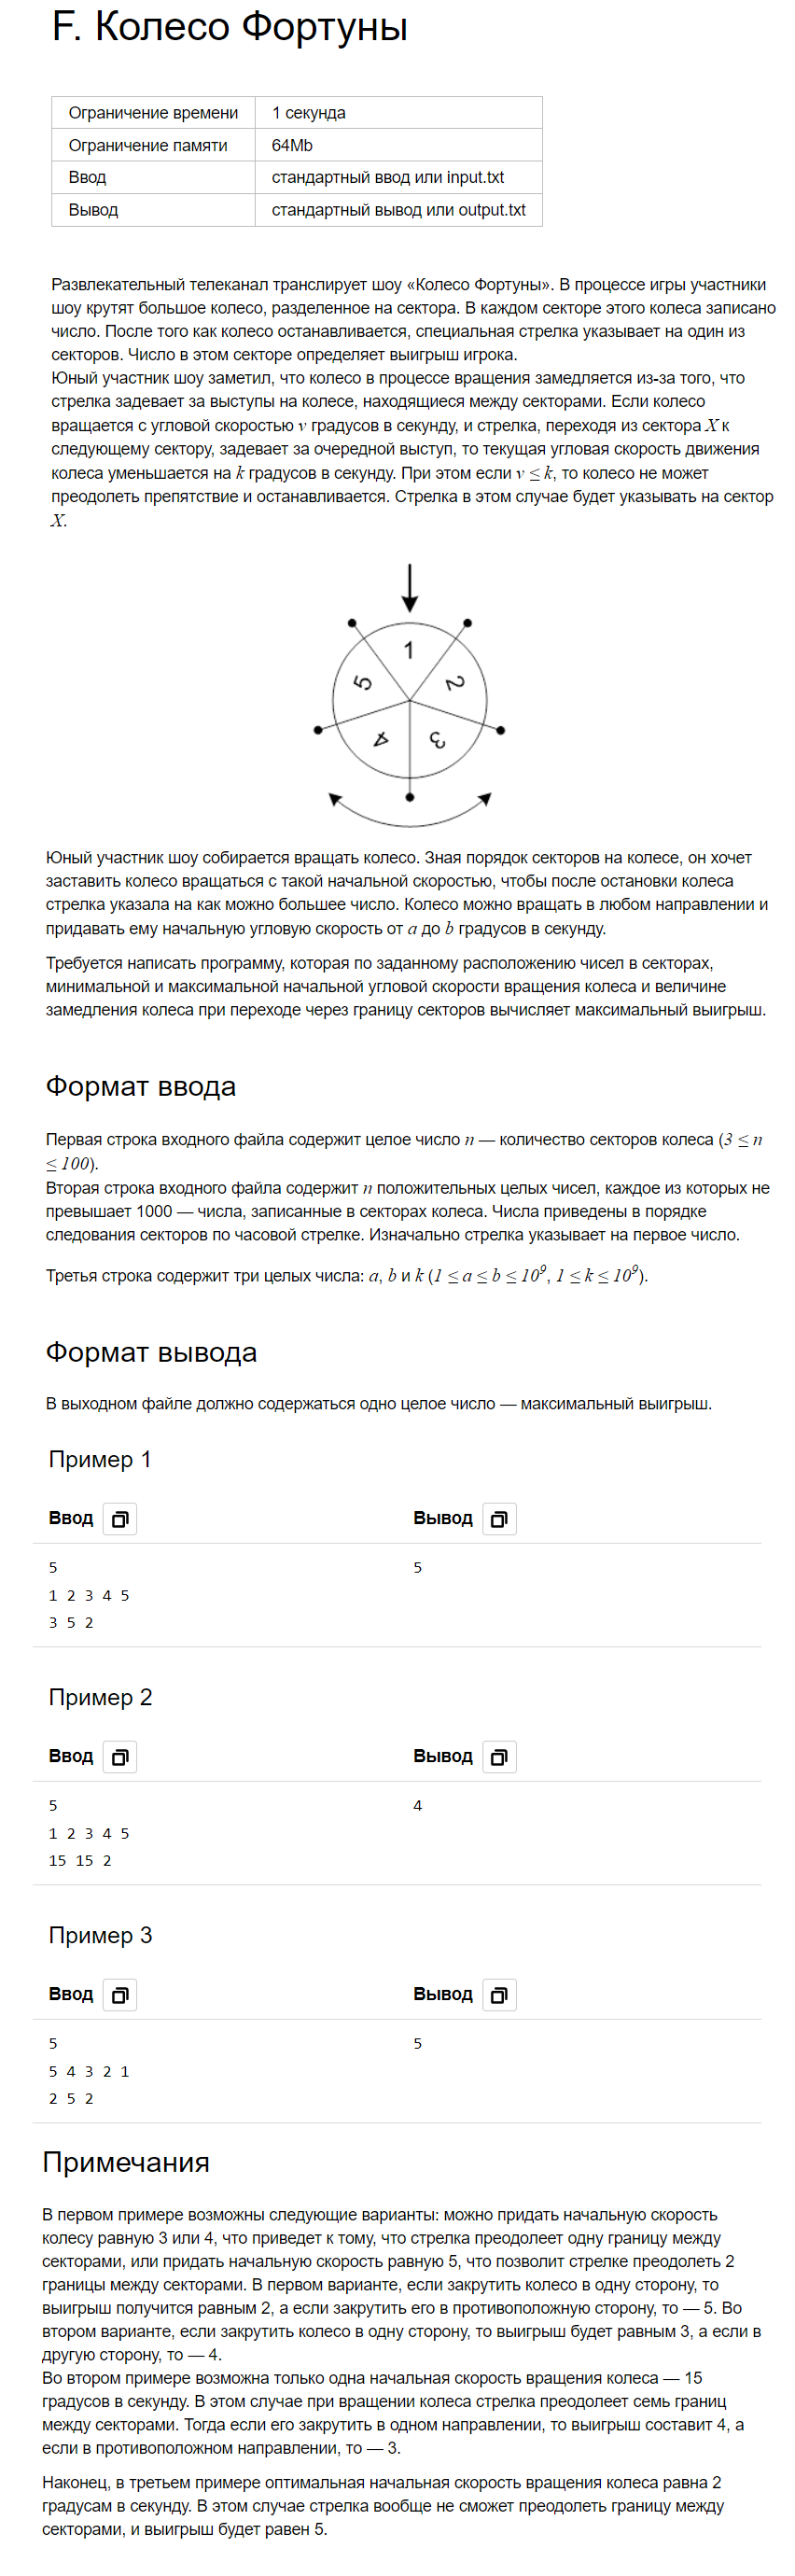 F. Колесо Фортуны
Ограничение времени 1 секунда
Ограничение памяти 64Mb
Ввод стандартный ввод или input.txt
Вывод стандартный вывод или output.txt
Развлекательный телеканал транслирует шоу «Колесо Фортуны». В процессе игры участники
шоу крутят большое колесо, разделенное на сектора. В каждом секторе этого колеса записано
число. После того как колесо останавливается, специальная стрелка указывает на один из
секторов. Число в этом секторе определяет выигрыш игрока.
Юный участник шоу заметил, что колесо в процессе вращения замедляется из-за того, что
стрелка задевает за выступы на колесе, находящиеся между секторами. Если колесо
вращается с угловой скоростью v градусов в секунду, и стрелка, переходя из сектора X к
следующему сектору, задевает за очередной выступ, то текущая угловая скорость движения
колеса уменьшается на k градусов в секунду. При этом если v ≤ k, то колесо не может
преодолеть препятствие и останавливается. Стрелка в этом случае будет указывать на сектор
X.
1
5 2
4 3
Юный участник шоу собирается вращать колесо. Зная порядок секторов на колесе, он хочет
заставить колесо вращаться с такой начальной скоростью, чтобы после остановки колеса
стрелка указала на как можно большее число. Колесо можно вращать в любом направлении и
придавать ему начальную угловую скорость от a до b градусов в секунду.
Требуется написать программу, которая по заданному расположению чисел в секторах,
минимальной и максимальной начальной угловой скорости вращения колеса и величине
замедления колеса при переходе через границу секторов вычисляет максимальный выигрыш.
Формат ввода
Первая строка входного файла содержит целое число n — количество секторов колеса (3 ≤ n
≤ 100).
Вторая строка входного файла содержит n положительных целых чисел, каждое из которых не
превышает 1000 — числа, записанные в секторах колеса. Числа приведены в порядке
следования секторов по часовой стрелке. Изначально стрелка указывает на первое число.
Третья строка содержит три целых числа: a, b и k (1 ≤ a ≤ b ≤ 10⁹, 1 ≤ k ≤ 10⁹).
Формат вывода
В выходном файле должно содержаться одно целое число — максимальный выигрыш.
Пример 1
Ввод Вывод
5 5
1 2 3 4 5
3 5 2
Пример 2
Ввод Вывод
5 4
1 2 3 4 5
15 15 2
Пример 3
Ввод Вывод
5 5
5 4 3 2 1
2 5 2
Примечания
В первом примере возможны следующие варианты: можно придать начальную скорость
колесу равную 3 или 4, что приведет к тому, что стрелка преодолеет одну границу между
секторами, или придать начальную скорость равную 5, что позволит стрелке преодолеть 2
границы между секторами. В первом варианте, если закрутить колесо в одну сторону, то
выигрыш получится равным 2, а если закрутить его в противоположную сторону, то — 5. Во
втором варианте, если закрутить колесо в одну сторону, то выигрыш будет равным 3, а если в
другую сторону, то — 4.
Во втором примере возможна только одна начальная скорость вращения колеса — 15
градусов в секунду. В этом случае при вращении колеса стрелка преодолеет семь границ
между секторами. Тогда если его закрутить в одном направлении, то выигрыш составит 4, а
если в противоположном направлении, то — 3.
Наконец, в третьем примере оптимальная начальная скорость вращения колеса равна 2
градусам в секунду. В этом случае стрелка вообще не сможет преодолеть границу между
секторами, и выигрыш будет равен 5.